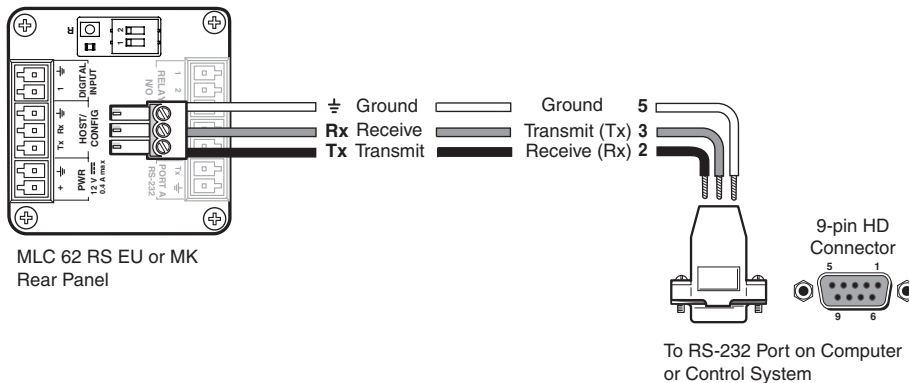 2
1
DIGITAL
INPUT
1
HOST/
CONFIG
Rx
Tx
PWR
12 V
0.4 A max
+
RELAY
N/O
1
2
Tx
PORT A
RS-232
Ground
Rx Receive
Tx Transmit
Ground 5
Transmit (Tx) 3
Receive (Rx) 2
MLC 62 RS EU or MK
Rear Panel
9-pin HD
Connector
5 1
9 6
To RS-232 Port on Computer
or Control System